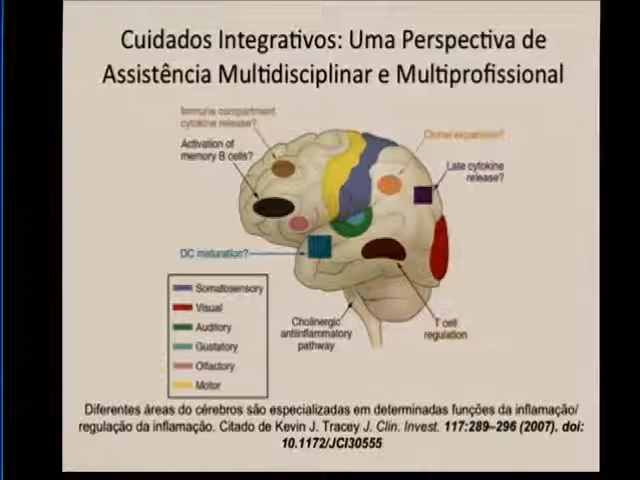 Cuidados Integrativos: Uma Perspectiva de
Assistência Multidisciplinar e Multiprofissional
Immune compartment
cytokine release?
Activation of
memory B cells?
Clonal expansion?
Late cytokine
release?
DC maturation?
Somatosensory
Visual
Auditory
Gustatory
Olfactory
Motor
Cholinergic
antiinflammatory
pathway
T cell
regulation
Diferentes áreas do cérebros são especializadas em determinadas funções da inflamação/
regulação da inflamação. Citado de Kevin J. Tracey J. Clin. Invest. 117:289–296 (2007). doi:
10.1172/JCI30555